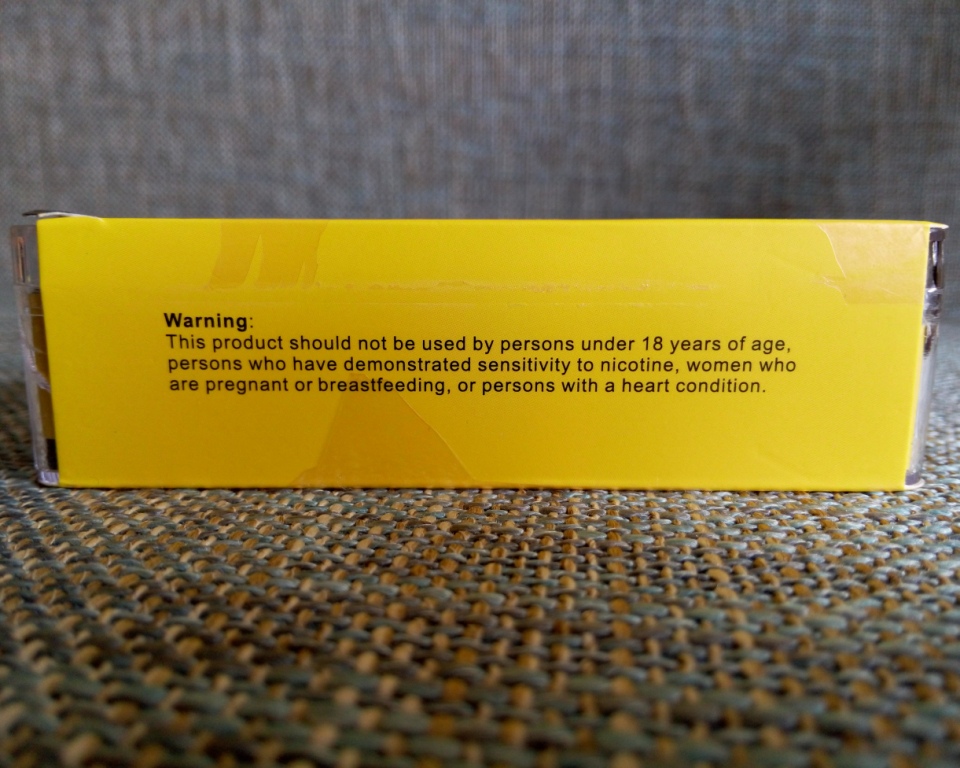 Warning:
This product should not be used by persons under 18 years of age,
persons who have demonstrated sensitivity to nicotine, women who
are pregnant or breastfeeding, or persons with a heart condition.